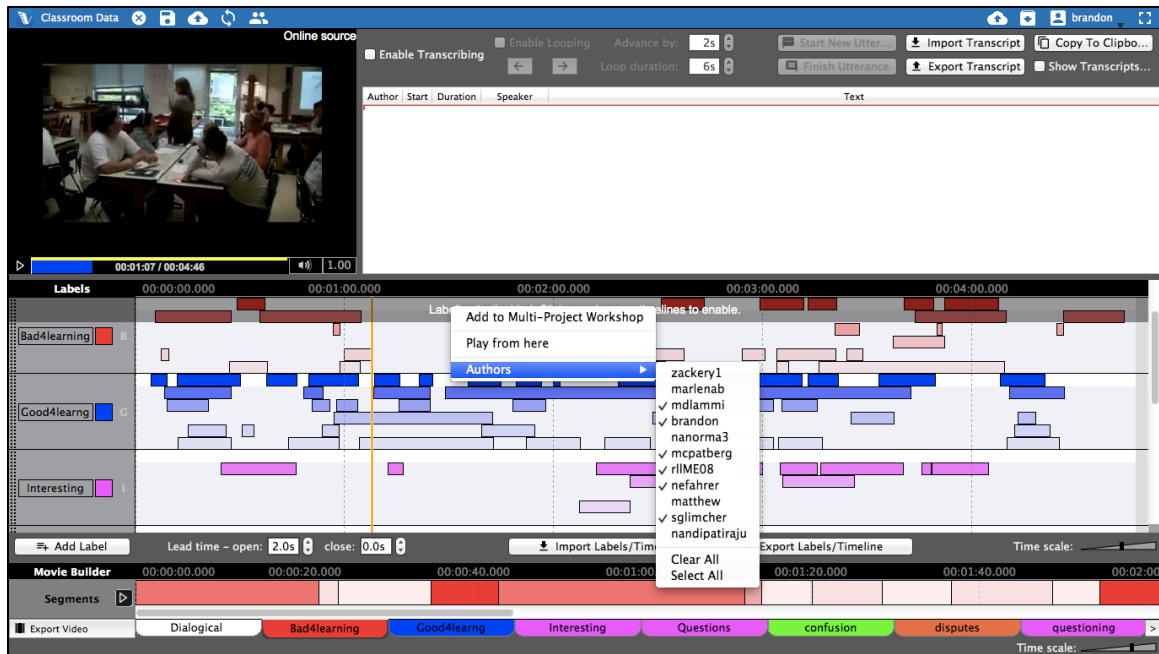 Classroom Data
brandon
Online source
Enable Transcribing
Enable Looping
Advance by: 2s
Start New Utter...
Import Transcript
Copy To Clipbo...
Loop duration: 6s
Finish Utterance
Export Transcript
Show Transcripts...
Author Start Duration Speaker Text
00:01:07 / 00:04:46
1.00
Labels
00:00:00.000 00:01:00.000 00:02:00.000 00:03:00.000 00:04:00.000
elines to enable.
Bad4learning B
Good4learng G
Interesting I
Add to Multi-Project Workshop
Play from here
Authors
zackery1
marlenab
mdlammi
brandon
nanorma3
mcpatberg
rllME08
nefahrer
matthew
sglimcher
nandipatiraju
Clear All
Select All
Add Label
Lead time – open: 2.0s close: 0.0s
Import Labels/Time
Export Labels/Timeline
Time scale:
Movie Builder
00:00:00.000 00:00:20.000 00:00:40.000 00:01:00 00:01:20.000 00:01:40.000 00:02:00
Segments
Export Video
Dialogical Bad4learning Good4learng Interesting Questions confusion disputes questioning >
Time scale: